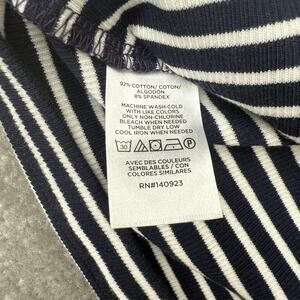 92% COTTON/ COTON/
ALGODÓN
8% SPANDEX
MACHINE WASH COLD
WITH LIKE COLORS
ONLY NON-CHLORINE
BLEACH WHEN NEEDED
TUMBLE DRY LOW
COOL IRON WHEN NEEDED
30
AVEC DES COULEURS
SEMBLABLES / CON
COLORES SIMILARES
RN#140923